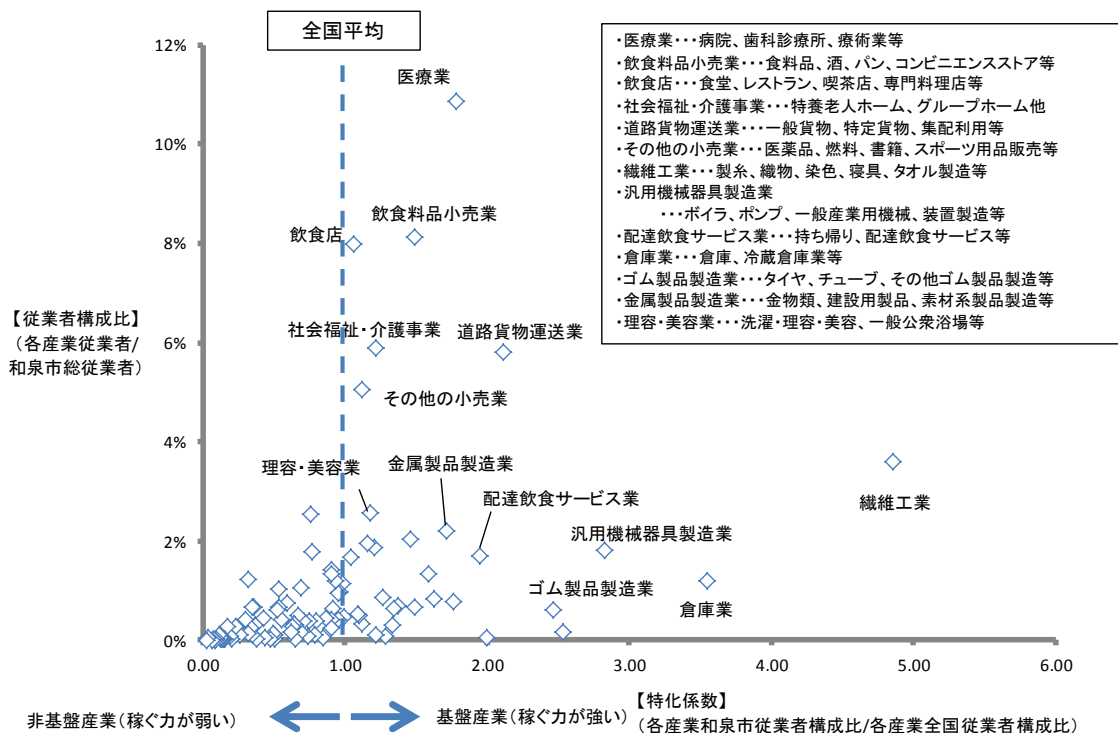 全国平均
12%
10%
8%
6%
4%
2%
0%
【従業者構成比】
(各産業従業者/
和泉市総従業者)
医療業
飲食料品小売業
飲食店
社会福祉・介護事業
道路貨物運送業
その他の小売業
理容・美容業
金属製品製造業
配達飲食サービス業
汎用機械器具製造業
繊維工業
ゴム製品製造業
倉庫業
・医療業・・・病院、歯科診療所、療術業等
・飲食料品小売業・・・食料品、酒、パン、コンビニエンスストア等
・飲食店・・・食堂、レストラン、喫茶店、専門料理店等
・社会福祉・介護事業・・・特養老人ホーム、グループホーム他
・道路貨物運送業・・・一般貨物、特定貨物、集配利用等
・その他の小売業・・・医薬品、燃料、書籍、スポーツ用品販売等
・繊維工業・・・製糸、織物、染色、寝具、タオル製造等
・汎用機械器具製造業
・・・ボイラ、ポンプ、一般産業用機械、装置製造等
・配達飲食サービス業・・・持ち帰り、配達飲食サービス等
・倉庫業・・・倉庫、冷蔵倉庫業等
・ゴム製品製造業・・・タイヤ、チューブ、その他ゴム製品製造等
・金属製品製造業・・・金物類、建設用製品、素材系製品製造等
・理容・美容業・・・洗濯・理容・美容、一般公衆浴場等
0.00 1.00 2.00 3.00 4.00 5.00 6.00
非基盤産業(稼ぐ力が弱い)
基盤産業(稼ぐ力が強い)
【特化係数】
(各産業和泉市従業者構成比/各産業全国従業者構成比)